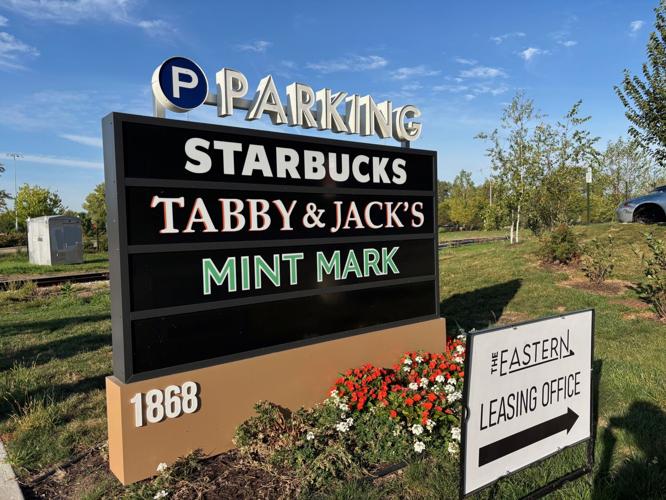 P PARKING
STARBUCKS
TABBY & JACK'S
MINT MARK
1868
THE EASTERN
LEASING OFFICE